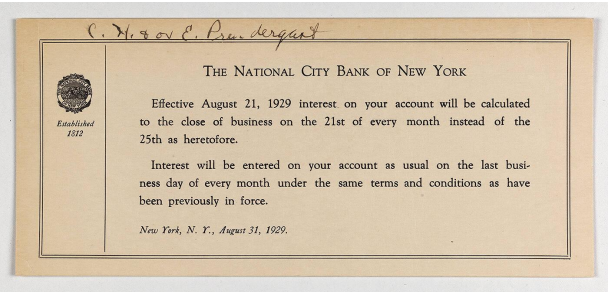 C. H. & or E. Prendergast
THE NATIONAL CITY BANK OF NEW YORK
Established
1812
Effective August 21, 1929 interest on your account will be calculated
to the close of business on the 21st of every month instead of the
25th as heretofore.
Interest will be entered on your account as usual on the last busi-
ness day of every month under the same terms and conditions as have
been previously in force.
New York, N. Y., August 31, 1929.